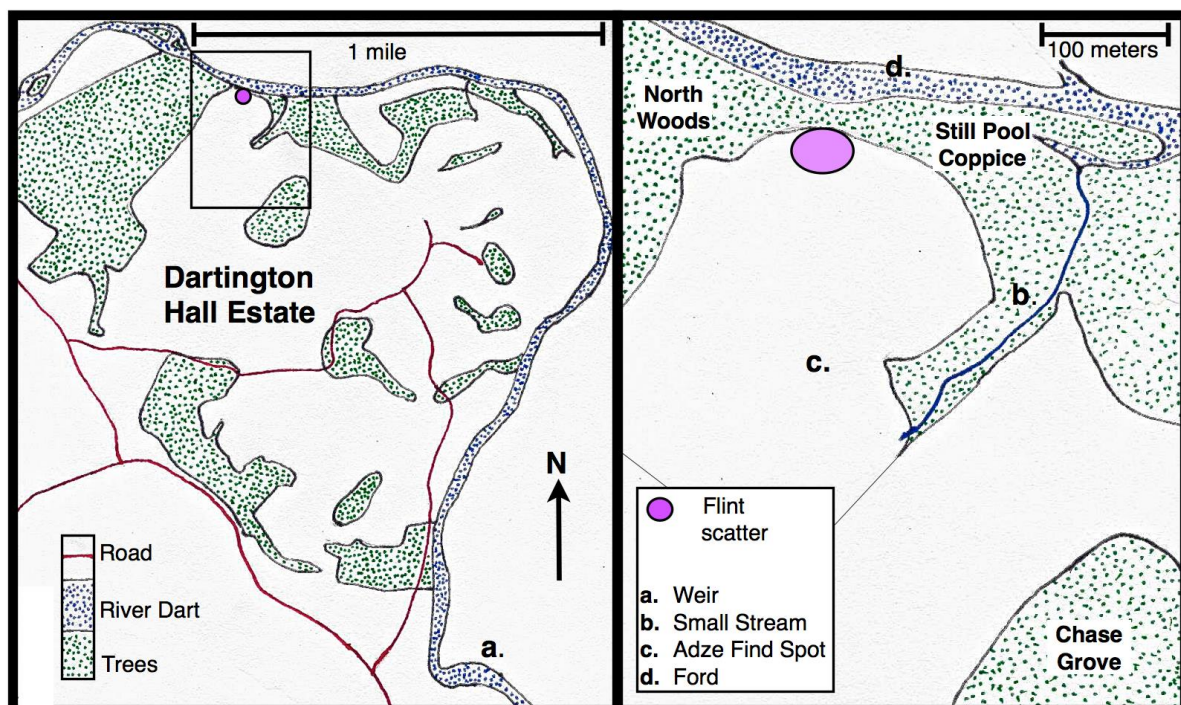 1 mile
Dartington
Hall Estate
N
Road
River Dart
Trees
a.
100 meters
d.
North
Woods
Still Pool
Coppice
b
c.
Flint
scatter
a. Weir
b. Small Stream
c. Adze Find Spot
d. Ford
Chase
Grove